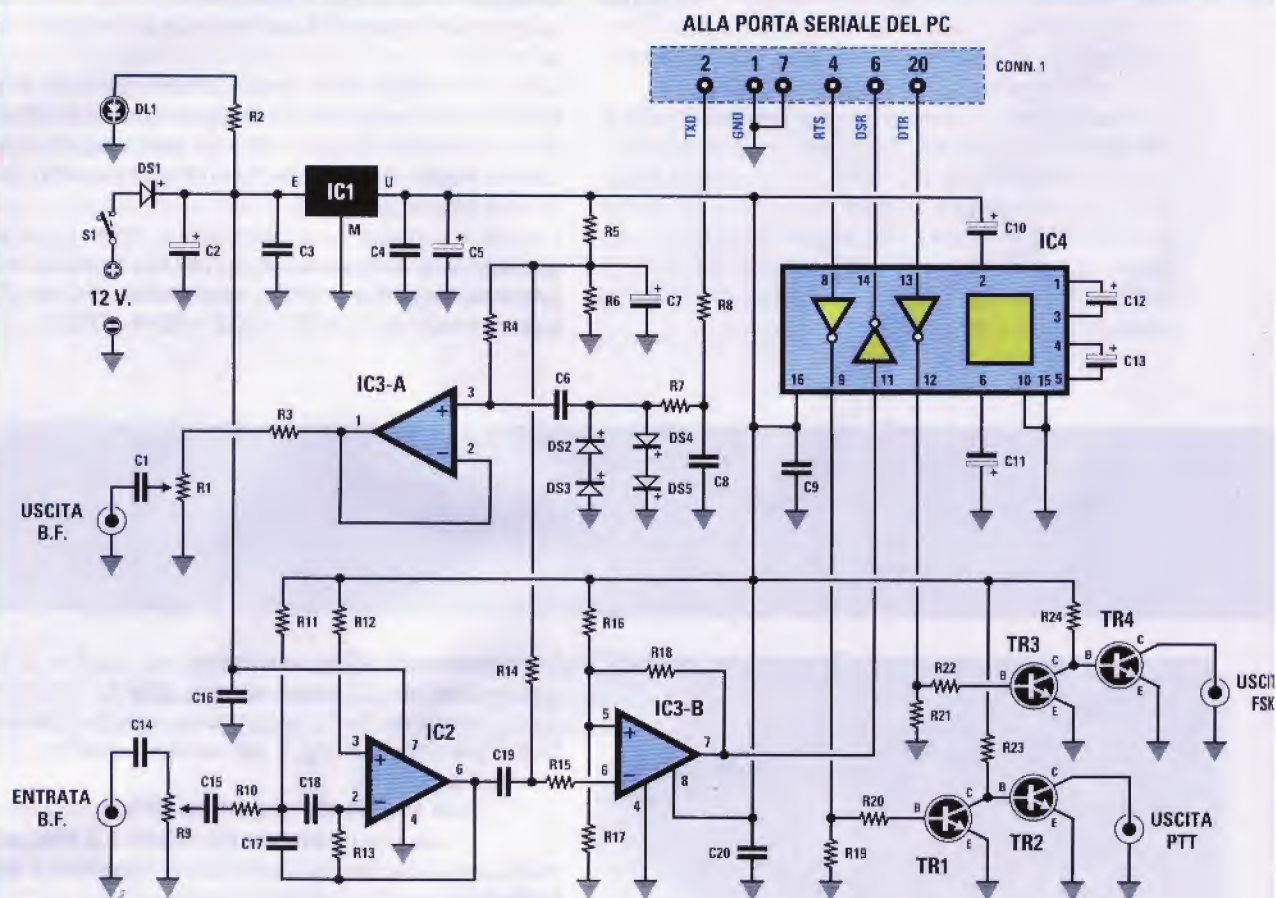 ALLA PORTA SERIALE DEL PC
2 1 7 4 6 20
CONN. 1
TXD GND RTS DSR DTR
DL1
R2
DS1
E IC1 U
M
S1
C2
C3
C4
C5
R5
R6
C7
R8
12 V.
C10
IC4
8 14 13 2
1
3
4
5
C12
C13
16 9 11 12 6 10 15
R4
IC3-A
3
2
1
C6
R7
R3
DS2
DS3
DS4
DS5
C8
C9
C11
C1
R1
USCITA
B.F.
R11
R12
R14
R16
R18
R24
TR3
TR4
B C E
B C E
R22
R21
USCIT
FSK
C16
IC2
3
2
7
6
4
C19
R15
IC3-B
5
6
7
8
4
C14
C15
R10
C18
ENTRATA
B.F.
R9
C17
R13
R17
C20
R23
R20
R19
TR1
B C E
TR2
B C E
USCITA
PTT